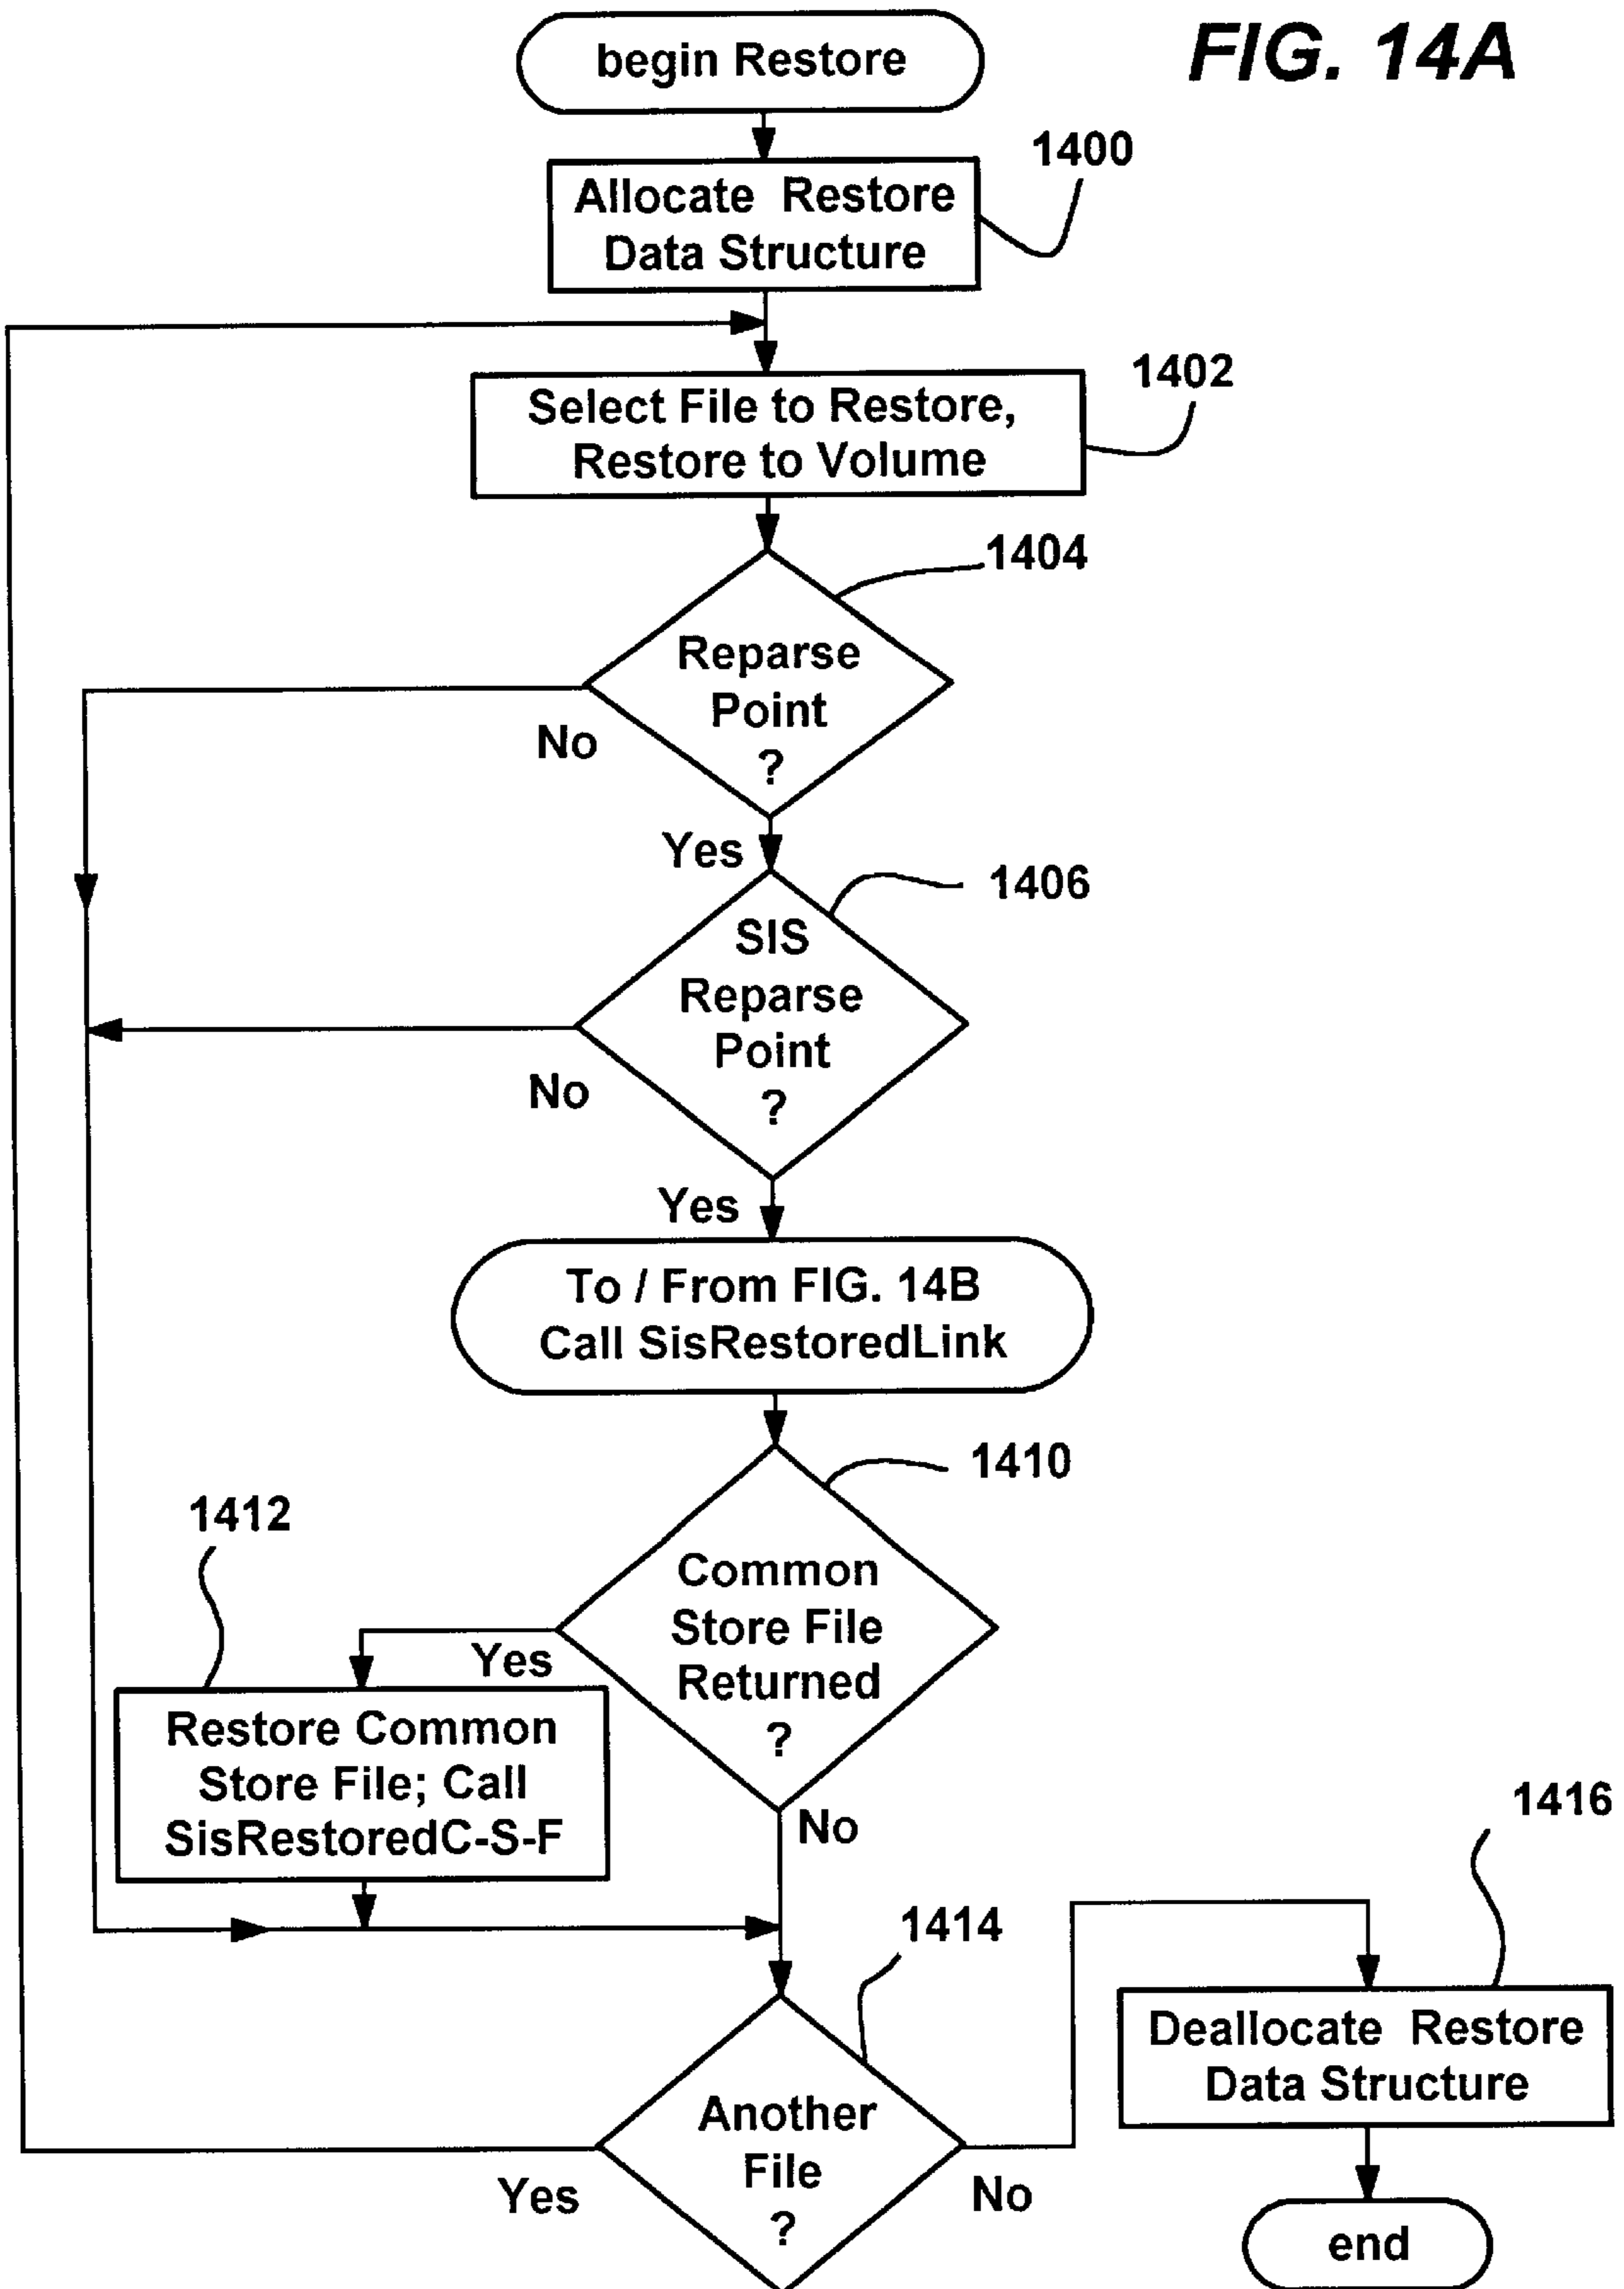 FIG. 14A
begin Restore
1400
Allocate Restore
Data Structure
1402
Select File to Restore,
Restore to Volume
1404
Reparse
Point
?
No
Yes
1406
SIS
Reparse
Point
?
No
Yes
To / From FIG. 14B
Call SisRestoredLink
1410
1412
Common
Store File
Returned
?
Yes
Restore Common
Store File; Call
SisRestoredC-S-F
No
1416
1414
Deallocate Restore
Data Structure
Another
File
?
Yes
No
end